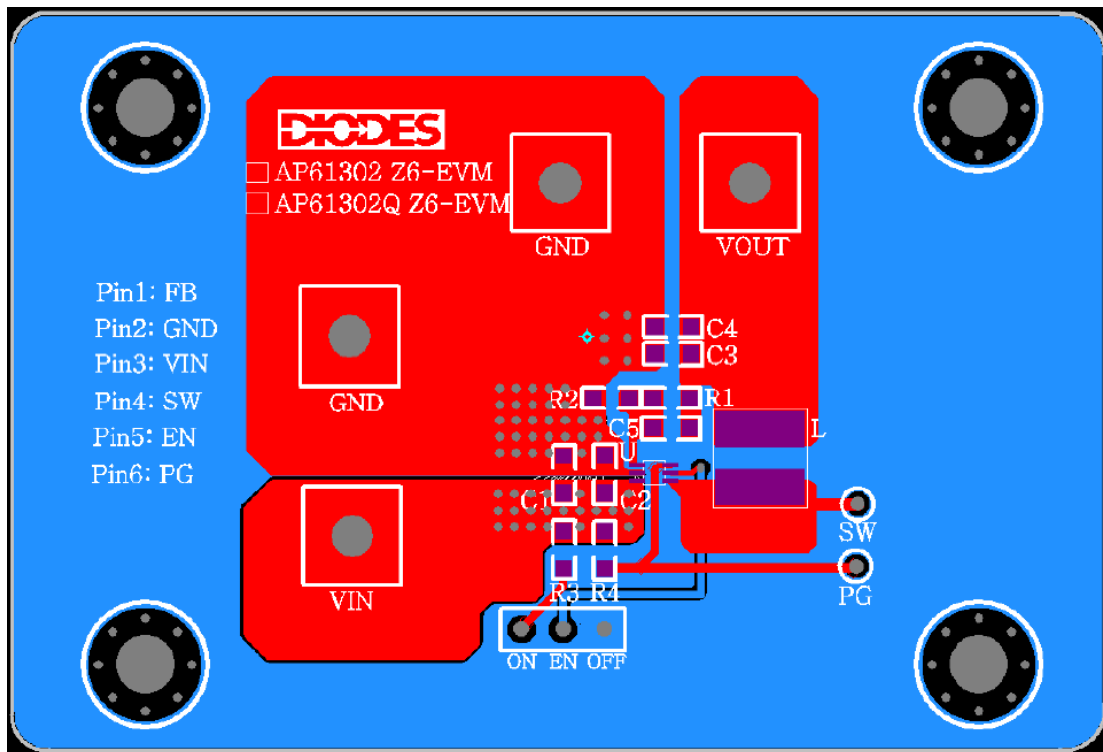 DIODES
AP61302 Z6-EVM
AP61302Q Z6-EVM
GND
VOUT
Pin1: FB
Pin2: GND
Pin3: VIN
Pin4: SW
Pin5: EN
Pin6: PG
GND
C4
C3
R2
R1
C5
L
U
C1
C2
SW
VIN
R3
R4
PG
ON EN OFF